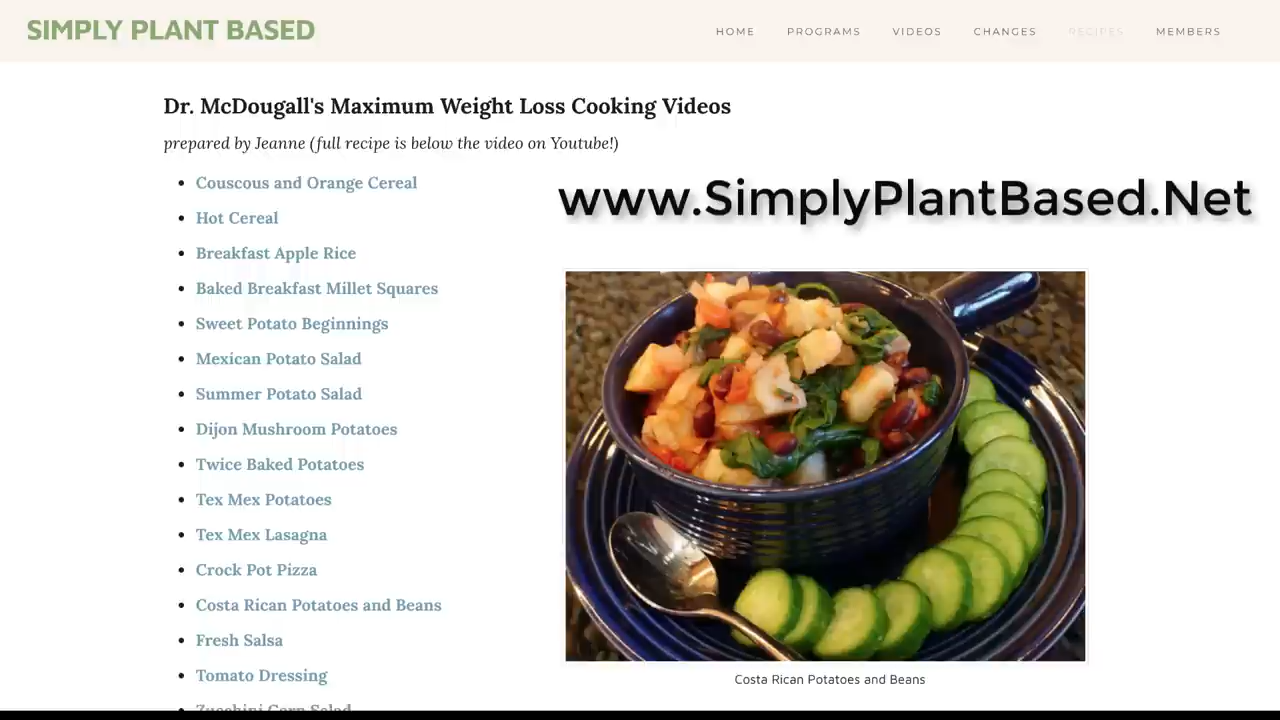 SIMPLY PLANT BASED
HOME PROGRAMS VIDEOS CHANGES RECIPES MEMBERS
Dr. McDougall's Maximum Weight Loss Cooking Videos
prepared by Jeanne (full recipe is below the video on Youtube!)
www.SimplyPlantBased.Net
Couscous and Orange Cereal
Hot Cereal
Breakfast Apple Rice
Baked Breakfast Millet Squares
Sweet Potato Beginnings
Mexican Potato Salad
Summer Potato Salad
Dijon Mushroom Potatoes
Twice Baked Potatoes
Tex Mex Potatoes
Tex Mex Lasagna
Crock Pot Pizza
Costa Rican Potatoes and Beans
Fresh Salsa
Tomato Dressing
Zucchini Corn Salad
Costa Rican Potatoes and Beans